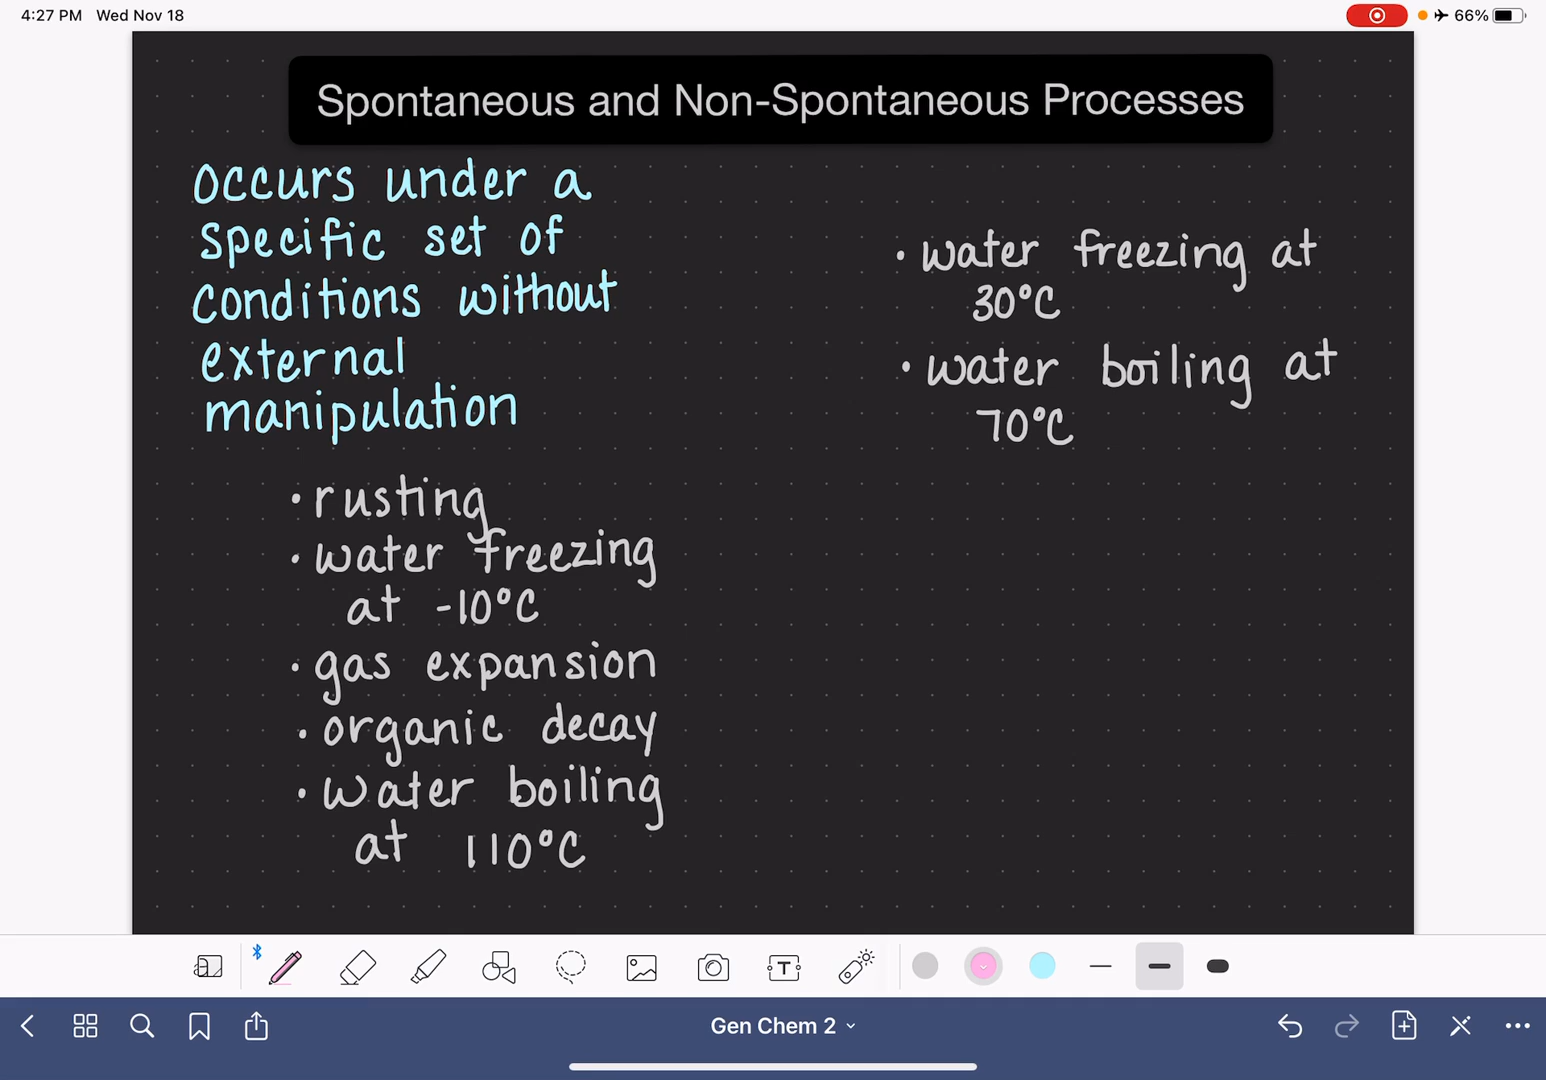 4:27 PM Wed Nov 18
66%
Spontaneous and Non-Spontaneous Processes
occurs under a
specific set of
conditions without
external
manipulation
• rusting
• water freezing
at -10°C
• gas expansion
• organic decay
• water boiling
at 110°C
• water freezing at
30°C
• water boiling at
70°C
T
Gen Chem 2